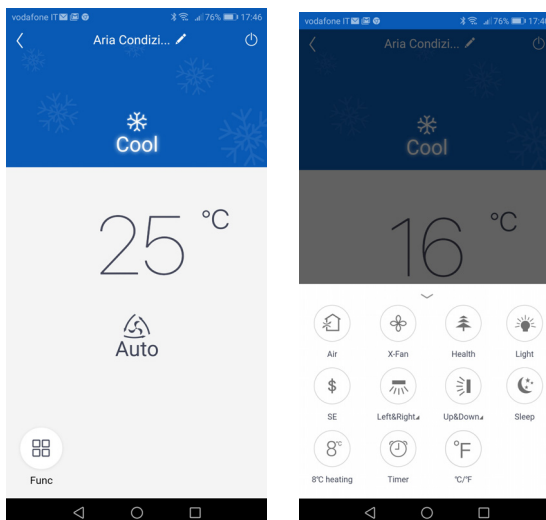 vodafone IT 76% 17:46
Aria Condizi...
Cool
25 °C
Auto
Func
vodafone IT 76% 17:46
Aria Condizi...
Cool
16 °C
Air X-Fan Health Light
$
SE Left&Right Up&Down Sleep
8°C °F
8°C heating Timer °C/°F